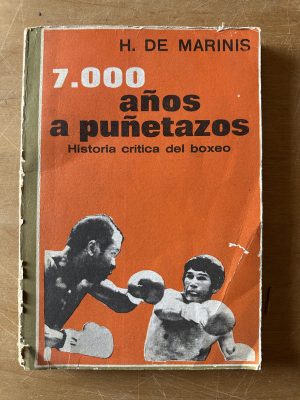 H. DE MARINIS
7.000
años
a puñetazos
Historia crítica del boxeo